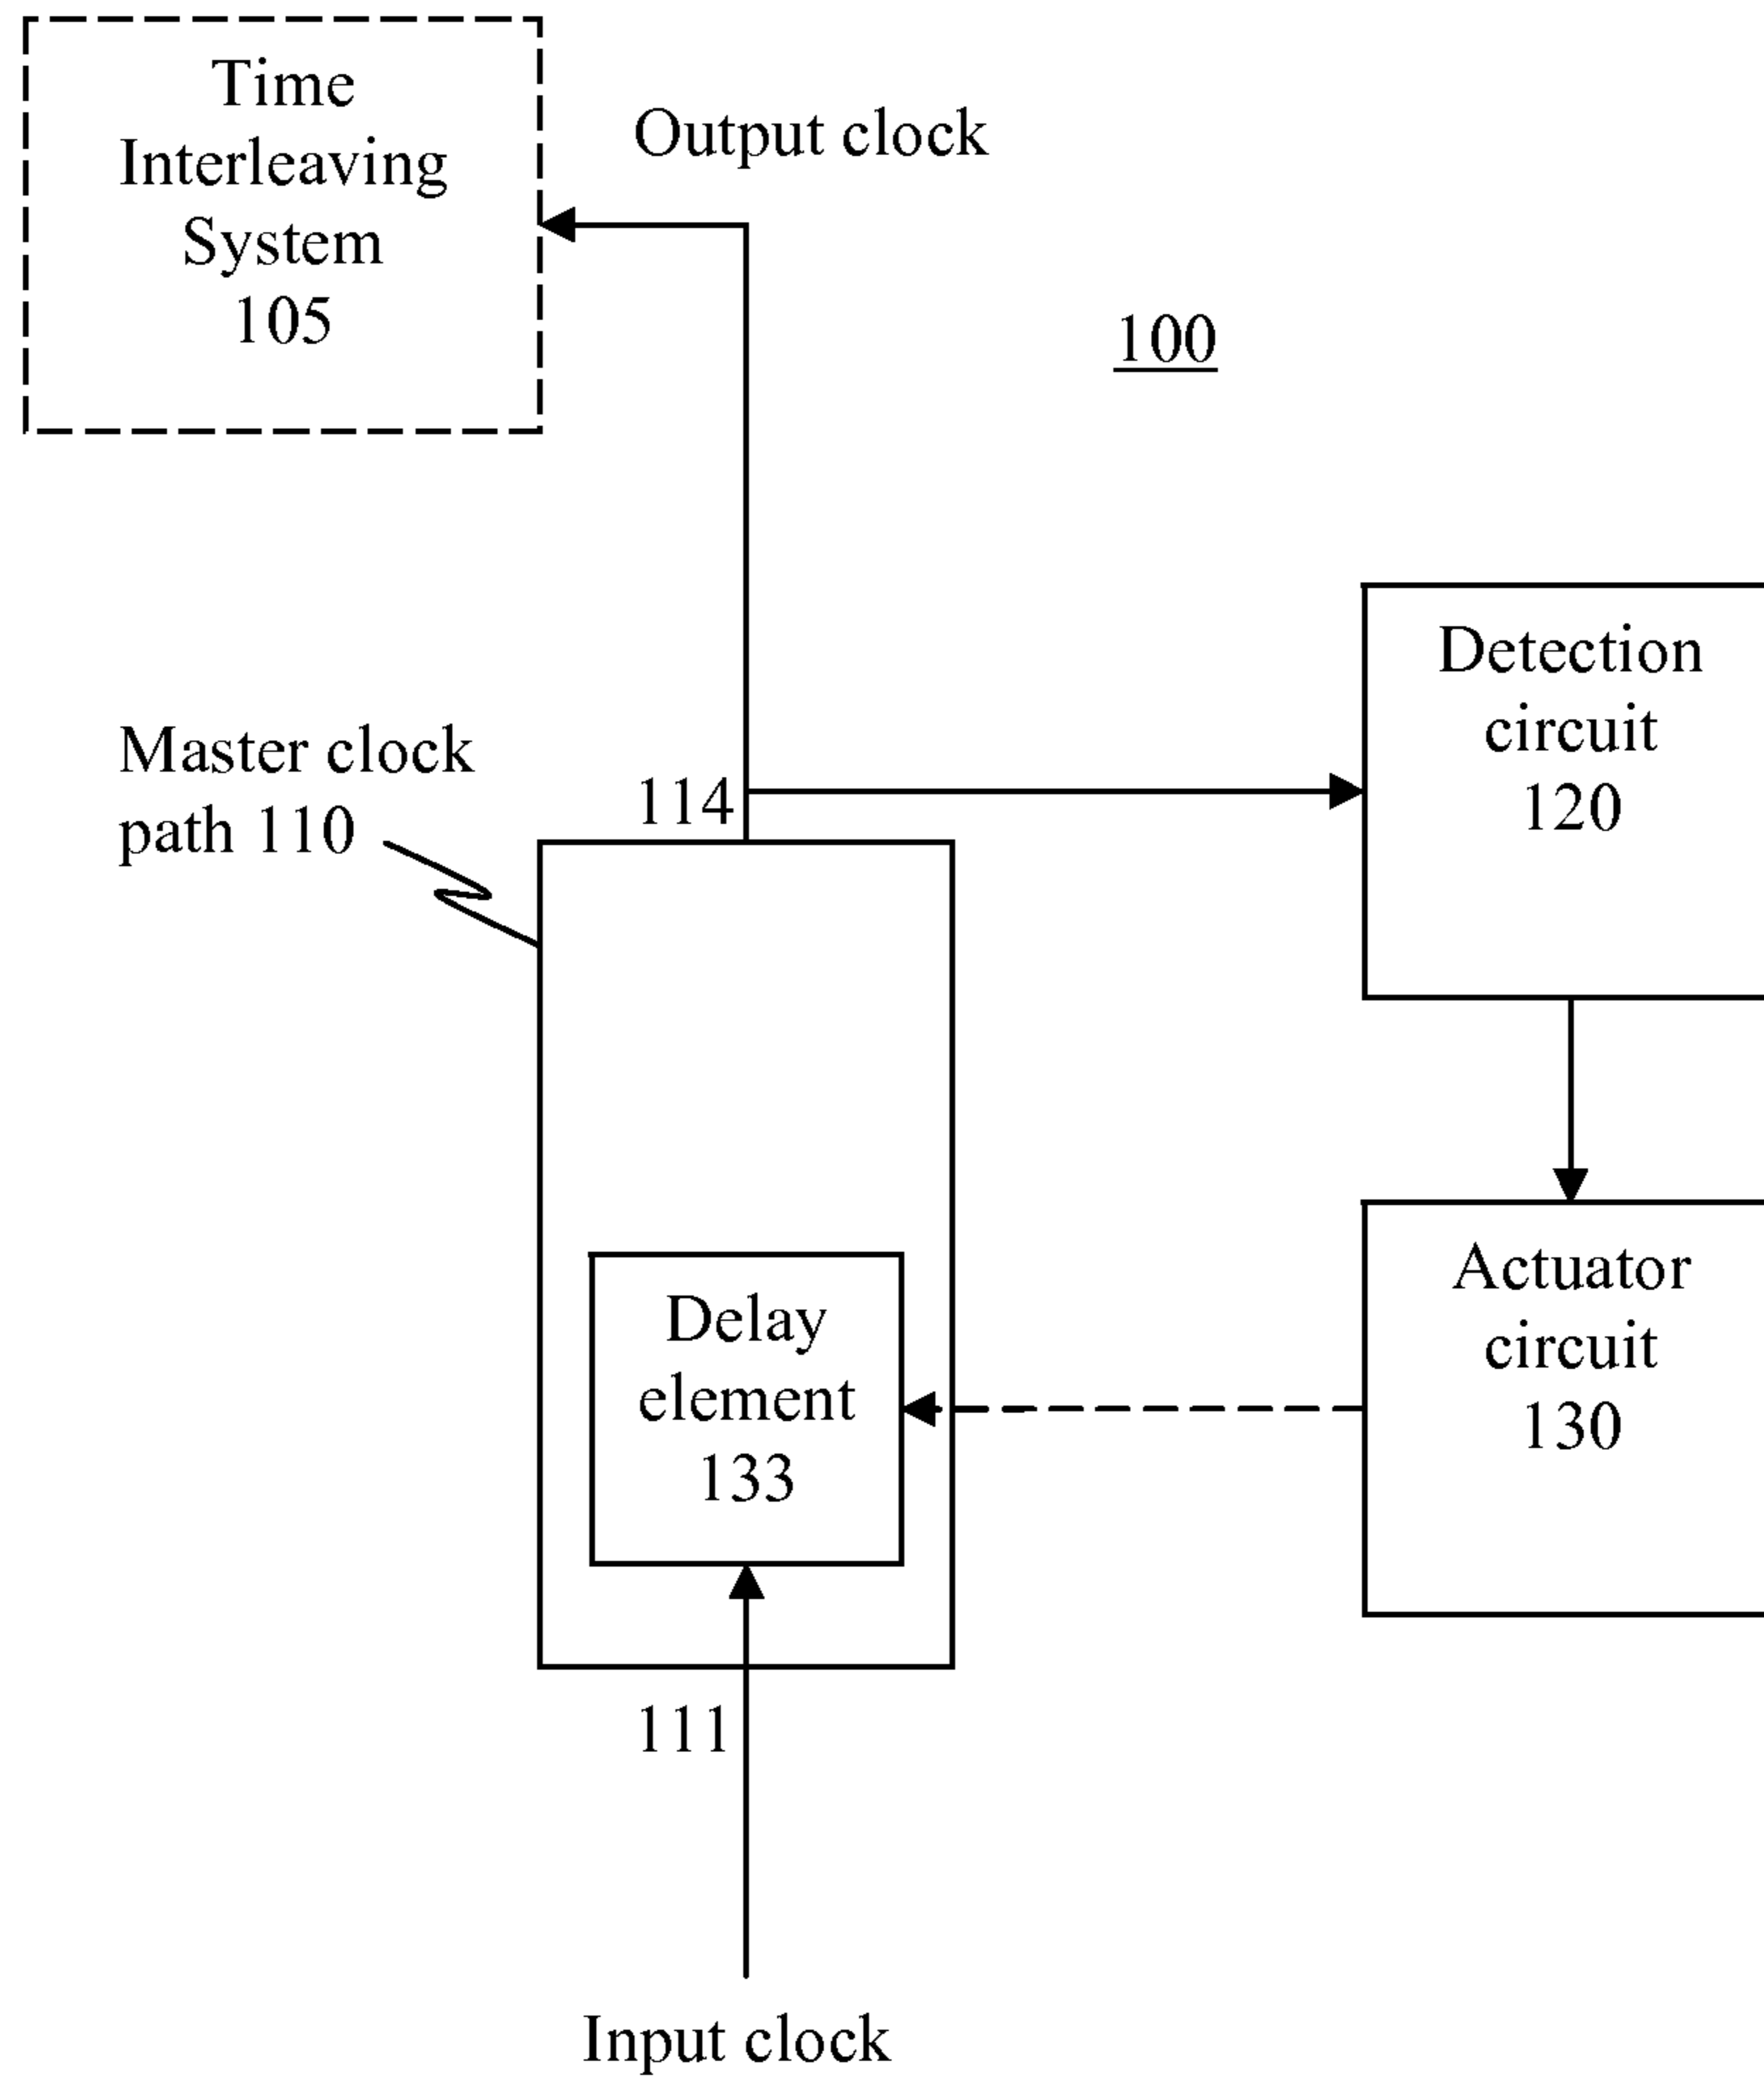 Time
Interleaving
System
105
Output clock
100
Detection
circuit
120
Master clock
path 110
114
Actuator
circuit
130
Delay
element
133
111
Input clock